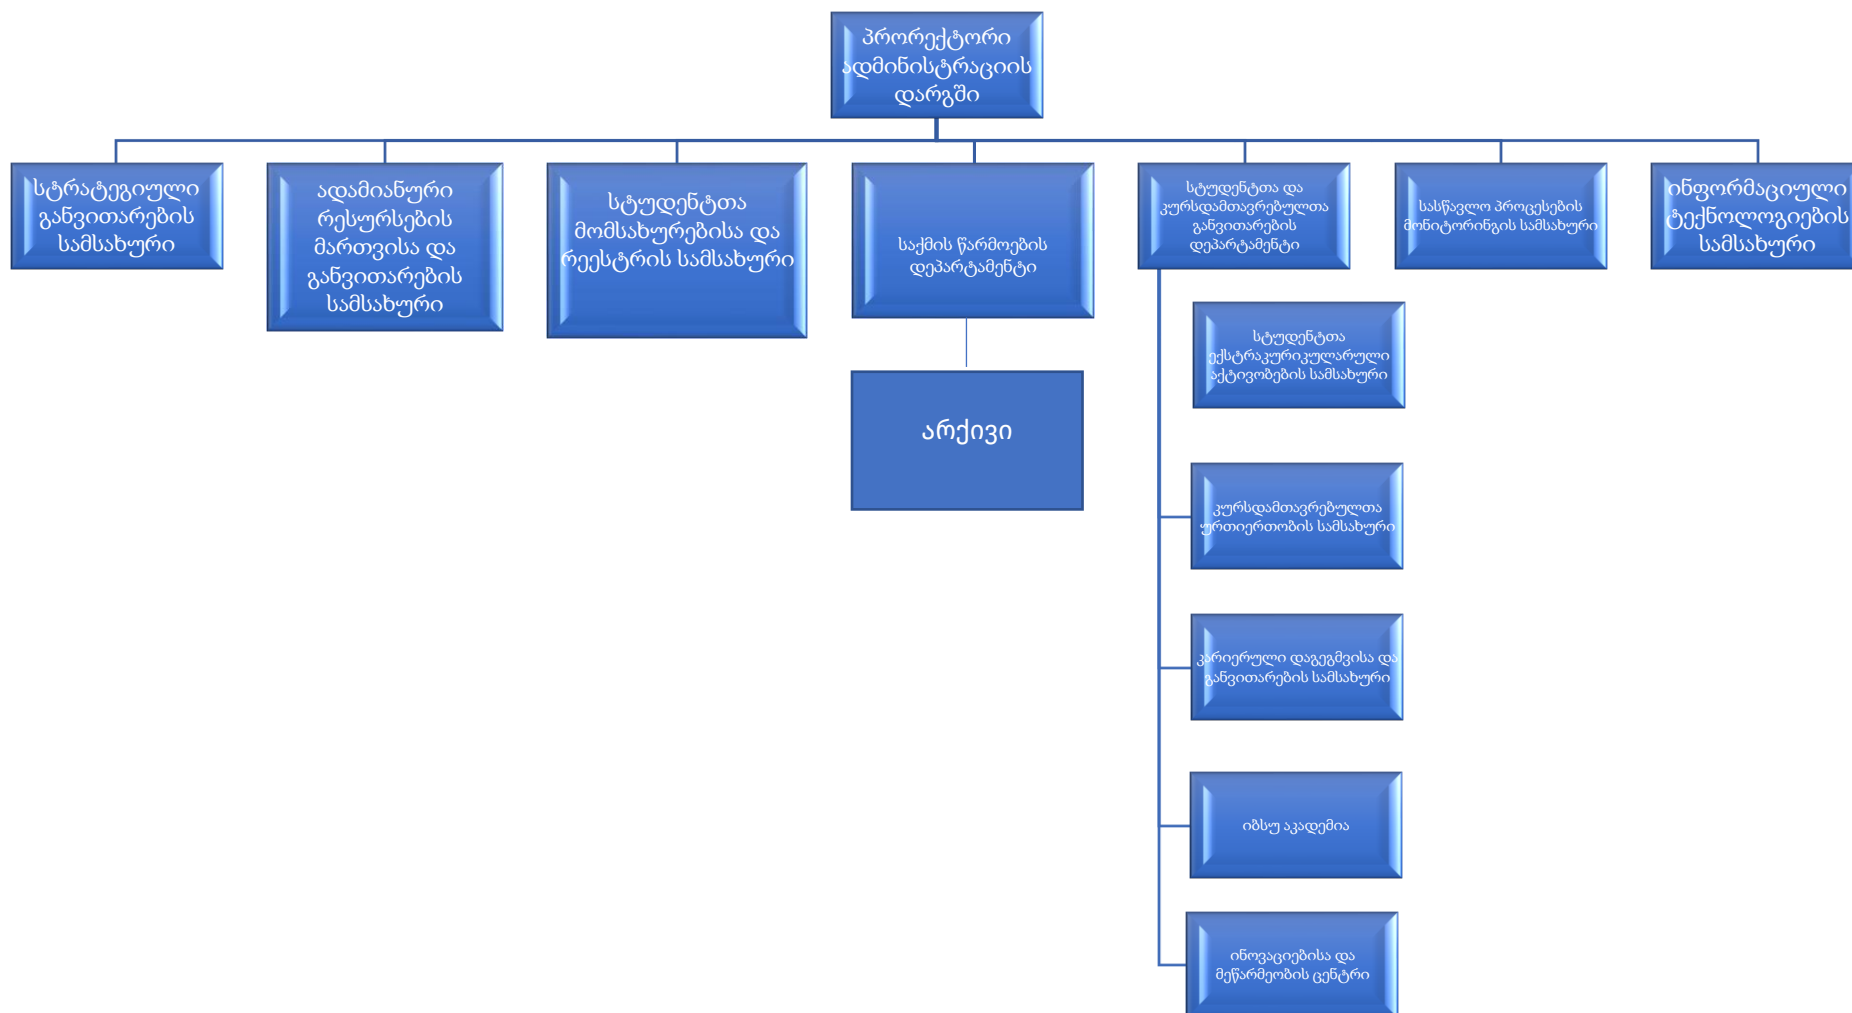 პრორექტორი
ადმინისტრაციის
დარგში
სტრატეგიული
განვითარების
სამსახური
ადამიანური
რესურსების
მართვისა და
განვითარების
სამსახური
სტუდენტთა
მომსახურებისა და
რეესტრის სამსახური
საქმის წარმოების
დეპარტამენტი
სტუდენტთა და
კურსდამთავრებულთა
განვითარების
დეპარტამენტი
სასწავლო პროცესების
მონიტორინგის სამსახური
ინფორმაციული
ტექნოლოგიების
სამსახური
სტუდენტთა
ექსტრაკურიკულარული
აქტივობების სამსახური
არქივი
კურსდამთავრებულთა
ურთიერთობის სამსახური
კარიერული დაგეგმვისა და
განვითარების სამსახური
იბსუ აკადემია
ინოვაციებისა და
მეწარმეობის ცენტრი